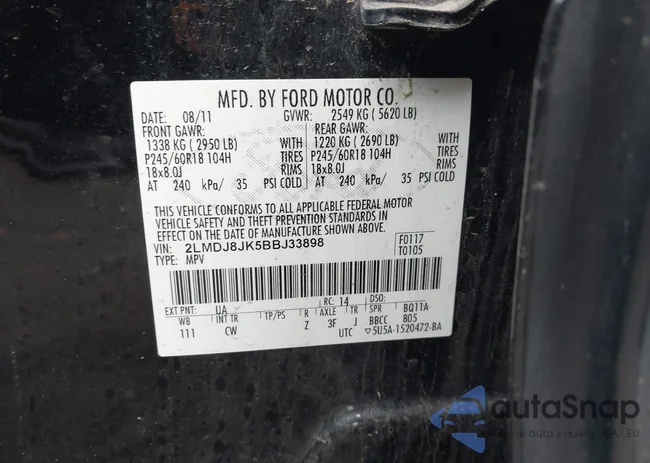 MFD. BY FORD MOTOR CO.
DATE: 08/11 GVWR: 2549 KG ( 5620 LB)
FRONT GAWR: REAR GAWR:
1338 KG ( 2950 LB) WITH 1220 KG ( 2690 LB) WITH
P245/60R18 104H TIRES P245/60R18 104H TIRES
18x8.0J RIMS 18x8.0J RIMS
AT 240 kPa/ 35 PSI COLD AT 240 kPa/ 35 PSI COLD
THIS VEHICLE CONFORMS TO ALL APPLICABLE FEDERAL MOTOR
VEHICLE SAFETY AND THEFT PREVENTION STANDARDS IN
EFFECT ON THE DATE OF MANUFACTURE SHOWN ABOVE.
VIN: 2LMDJ8JK5BBJ33898 F0117
TYPE: MPV T0105
EXT PNT: UA RC: 14 DSO:
WB INT TR TP/PS R AXLE TR SPR BQ11A
111 CW Z 3F J BBCC 805
UTC ▽5U5A-1520472-BA
autaSnap